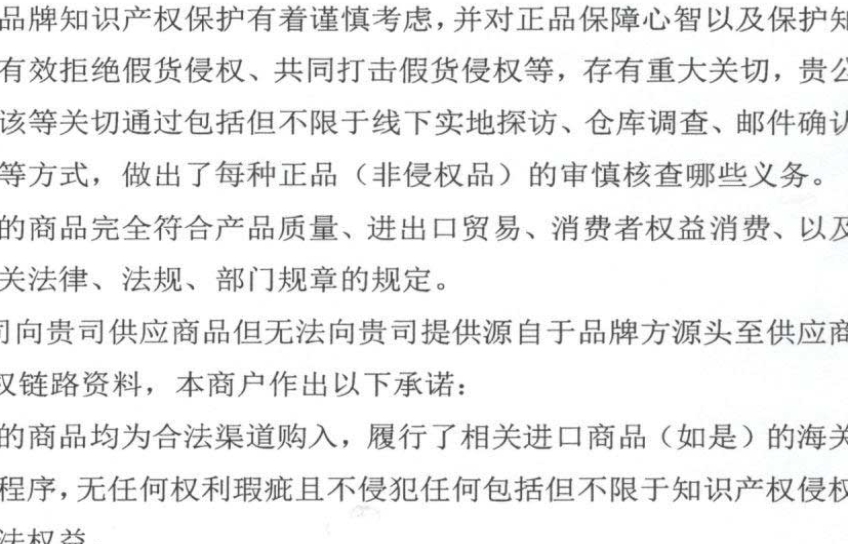 品牌知识产权保护有着谨慎考虑，并对正品保障心智以及保护知
有效拒绝假货侵权、共同打击假货侵权等，存有重大关切，贵公
该等关切通过包括但不限于线下实地探访、仓库调查、邮件确认
等方式，做出了每种正品（非侵权品）的审慎核查哪些义务。
的商品完全符合产品质量、进出口贸易、消费者权益消费、以及
关法律、法规、部门规章的规定。
司向贵司供应商品但无法向贵司提供源自于品牌方源头至供应商
权链路资料，本商户作出以下承诺：
的商品均为合法渠道购入，履行了相关进口商品（如是）的海关
程序，无任何权利瑕疵且不侵犯任何包括但不限于知识产权侵权
法权益